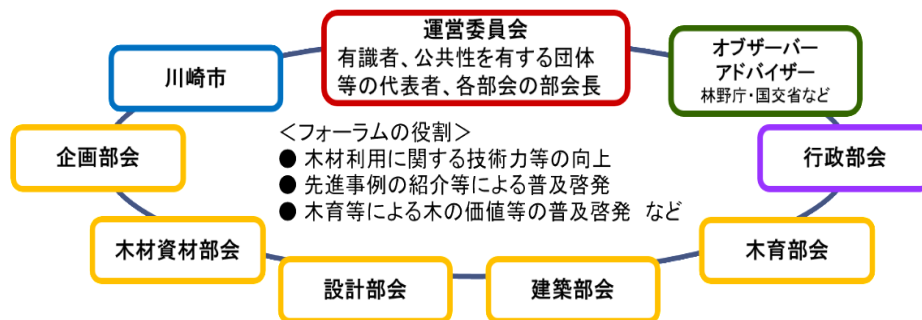 運営委員会
有識者、公共性を有する団体
等の代表者、各部会の部会長
オブザーバー
アドバイザー
林野庁・国交省など
川崎市
企画部会
<フォーラムの役割>
● 木材利用に関する技術力等の向上
● 先進事例の紹介等による普及啓発
● 木育等による木の価値等の普及啓発 など
行政部会
木材資材部会
木育部会
設計部会
建築部会